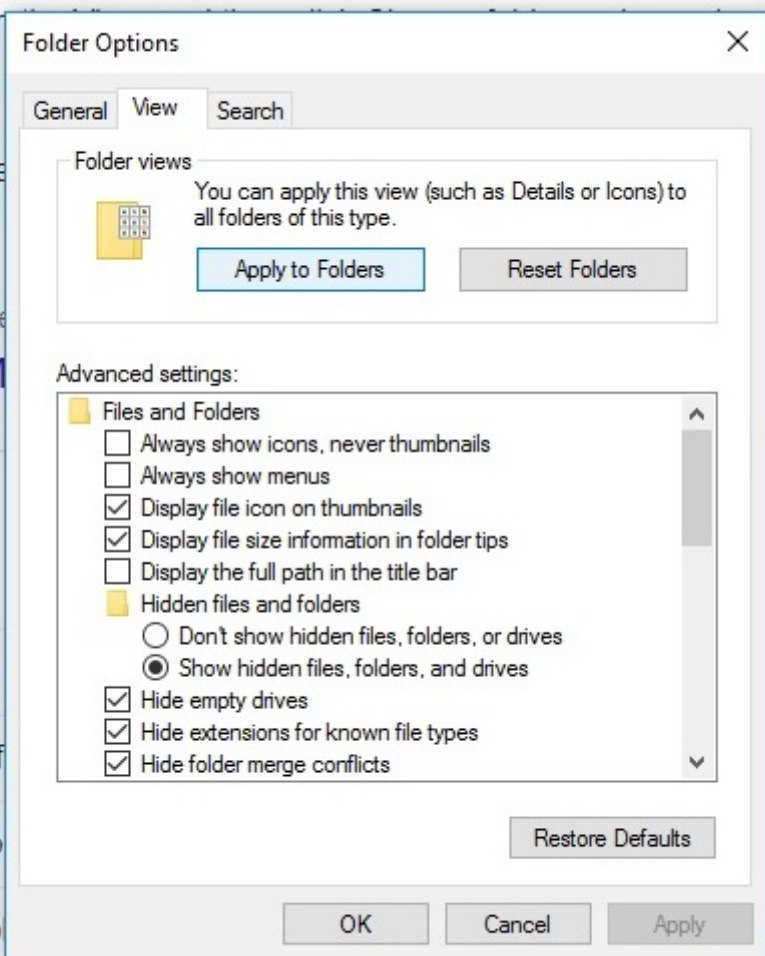 Folder Options
General
View
Search
Folder views
You can apply this view (such as Details or Icons) to
all folders of this type.
Apply to Folders
Reset Folders
Advanced settings:
Files and Folders
Always show icons, never thumbnails
Always show menus
Display file icon on thumbnails
Display file size information in folder tips
Display the full path in the title bar
Hidden files and folders
Don't show hidden files, folders, or drives
Show hidden files, folders, and drives
Hide empty drives
Hide extensions for known file types
Hide folder merge conflicts
Restore Defaults
OK
Cancel
Apply